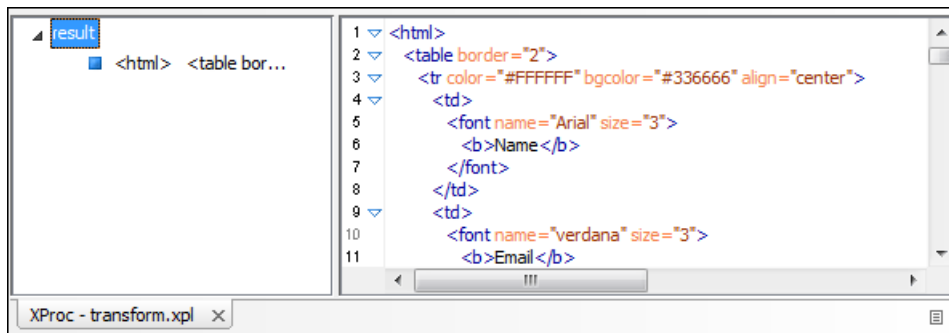 result
<html>   <table bor...
1 <html>
2 <table border="2">
3 <tr color="#FFFFFF" bgcolor="#336666" align="center">
4 <td>
5 <font name="Arial" size="3">
6 <b>Name</b>
7 </font>
8 </td>
9 <td>
10 <font name="verdana" size="3">
11 <b>Email</b>
XProc - transform.xpl